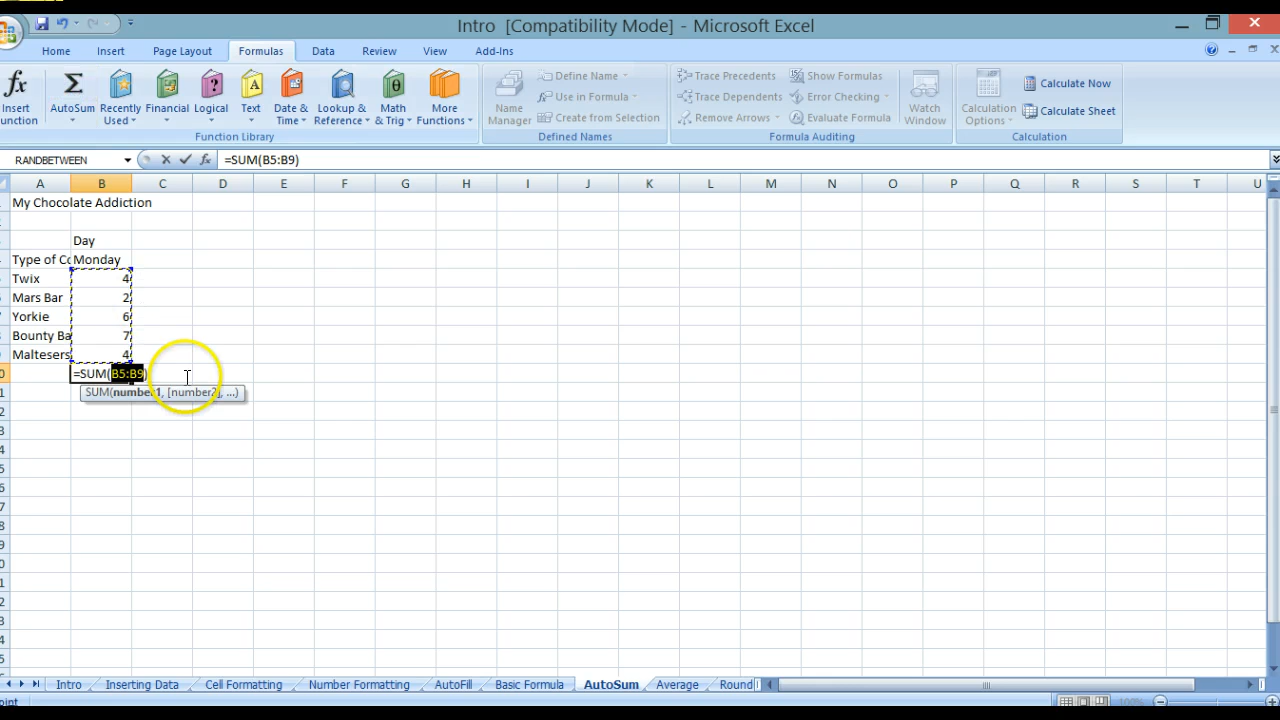 Intro [Compatibility Mode] - Microsoft Excel
Home Insert Page Layout Formulas Data Review View Add-Ins
fx Σ ? A θ
Insert AutoSum Recently Financial Logical Text Date & Lookup & Math More
Used Time Reference & Trig Functions
Function Library
Name
Manager
Define Name
Use in Formula
Create from Selection
Defined Names
Trace Precedents Show Formulas
Trace Dependents Error Checking
Remove Arrows Evaluate Formula
Watch
Window
Formula Auditing
Calculation
Options
Calculate Now
Calculate Sheet
Calculation
RANDBETWEEN fx =SUM(B5:B9)
A B C D E F G H I J K L M N O P Q R S T U
My Chocolate Addiction
Day
Type of Co Monday
Twix 4
Mars Bar 2
Yorkie 6
Bounty Ba 7
Maltesers 4
=SUM(B5:B9)
SUM(number1, [number2], ...)
Intro Inserting Data Cell Formatting Number Formatting AutoFill Basic Formula AutoSum Average Round
100%